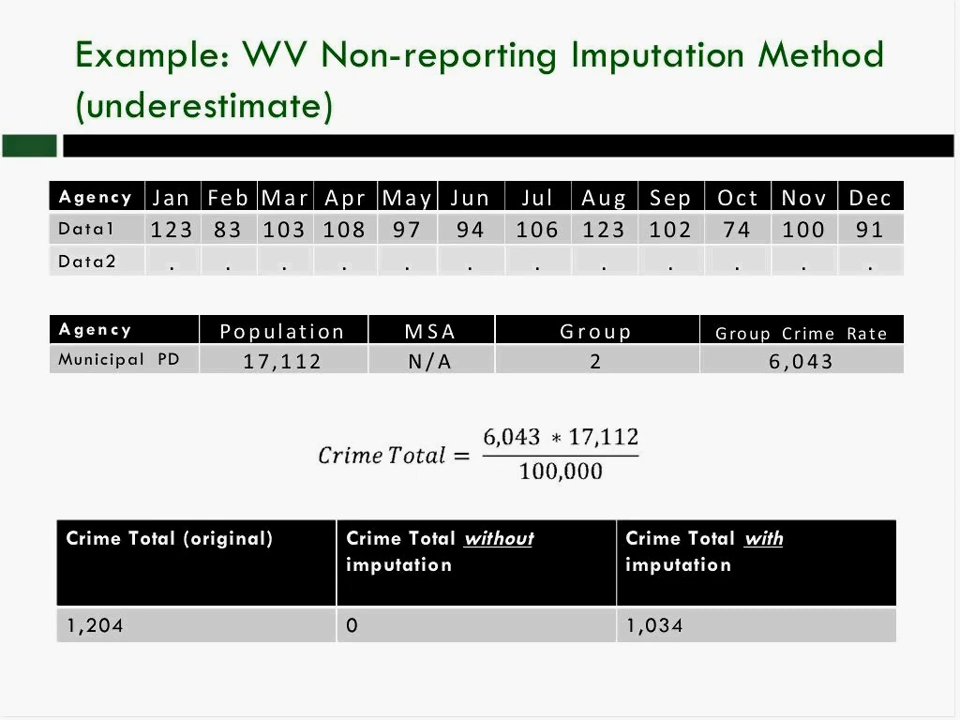 Example: WV Non-reporting Imputation Method
(underestimate)
Agency Jan Feb Mar Apr May Jun Jul Aug Sep Oct Nov Dec
Data1 123 83 103 108 97 94 106 123 102 74 100 91
Data2 . . . . . . . . . . . .
Agency Population MSA Group Group Crime Rate
Municipal PD 17,112 N/A 2 6,043
Crime Total = 6,043 * 17,112
100,000
Crime Total (original) Crime Total without imputation Crime Total with imputation
1,204 0 1,034